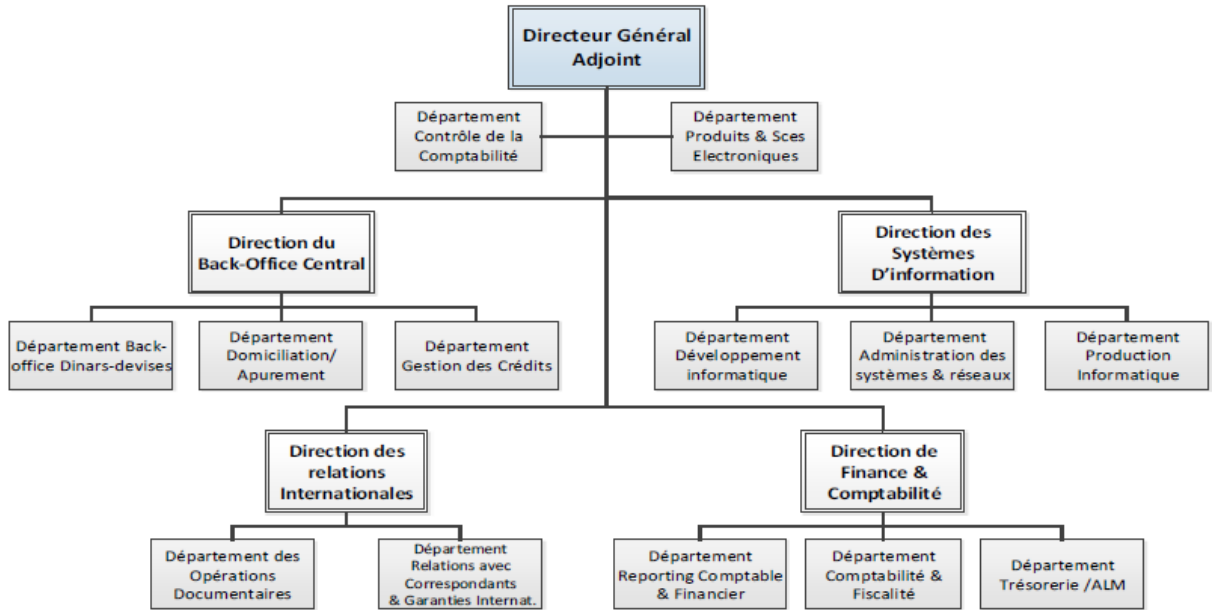 Directeur Général
Adjoint
Département
Contrôle de la
Comptabilité
Département
Produits & Sces
Electroniques
Direction du
Back-Office Central
Direction des
Systèmes
D’information
Département Back-
office Dinars-devises
Département
Domiciliation/
Apurement
Département
Gestion des Crédits
Département
Développement
informatique
Département
Administration des
systèmes & réseaux
Département
Production
Informatique
Direction des
relations
Internationales
Direction de
Finance &
Comptabilité
Département des
Opérations
Documentaires
Département
Relations avec
Correspondants
& Garanties Internat.
Département
Reporting Comptable
& Financier
Département
Comptabilité &
Fiscalité
Département
Trésorerie /ALM